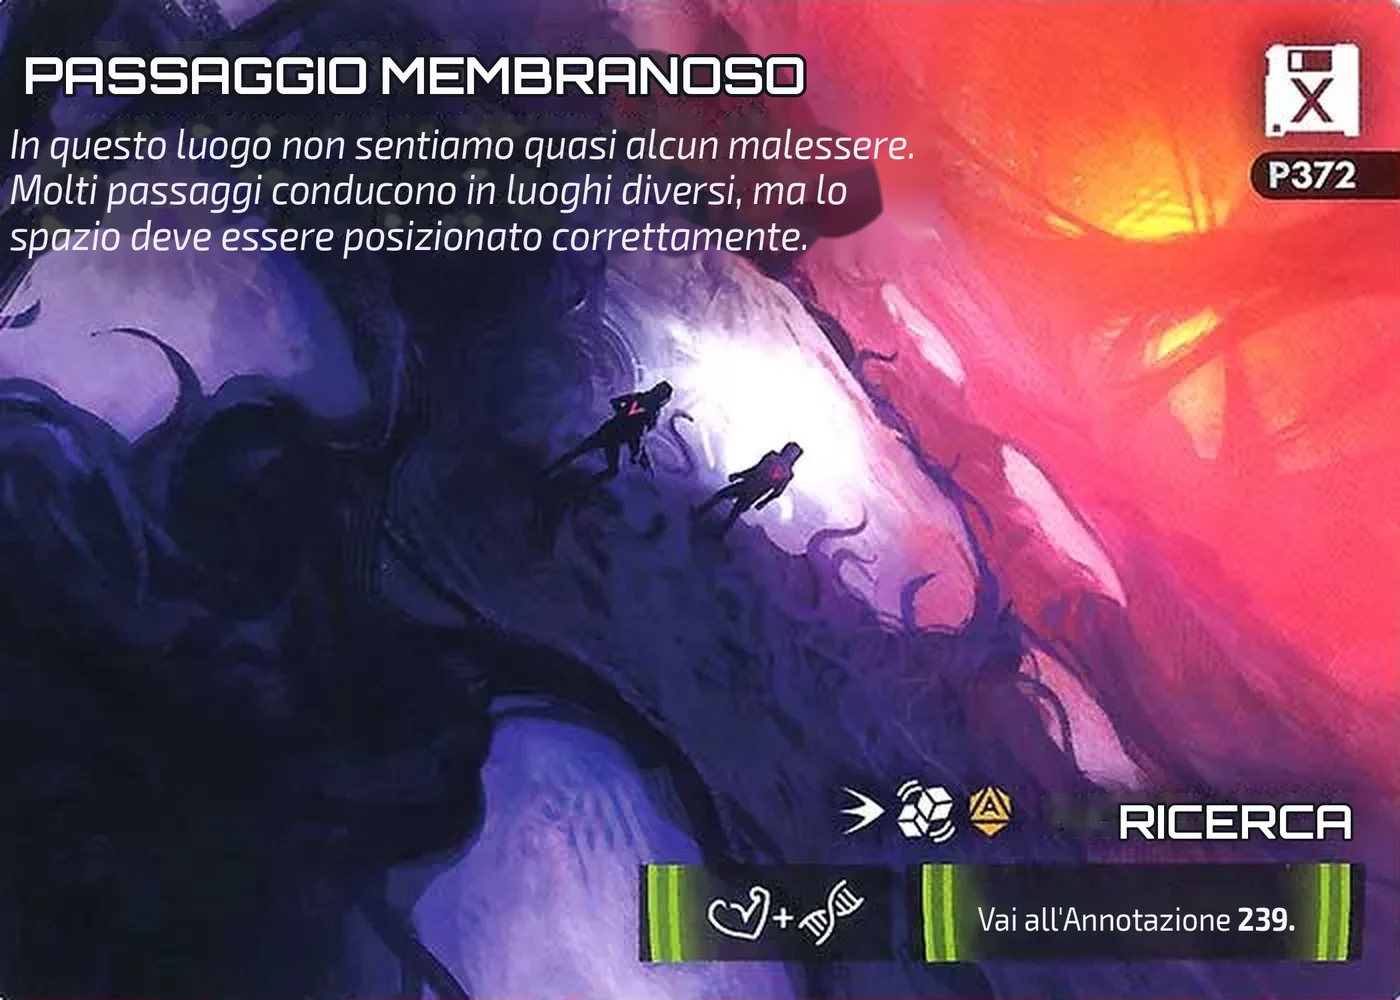 PASSAGGIO MEMBRANOSO
In questo luogo non sentiamo quasi alcun malessere.
Molti passaggi conducono in luoghi diversi, ma lo
spazio deve essere posizionato correttamente.
X
P372
A
RICERCA
+
Vai all'Annotazione 239.